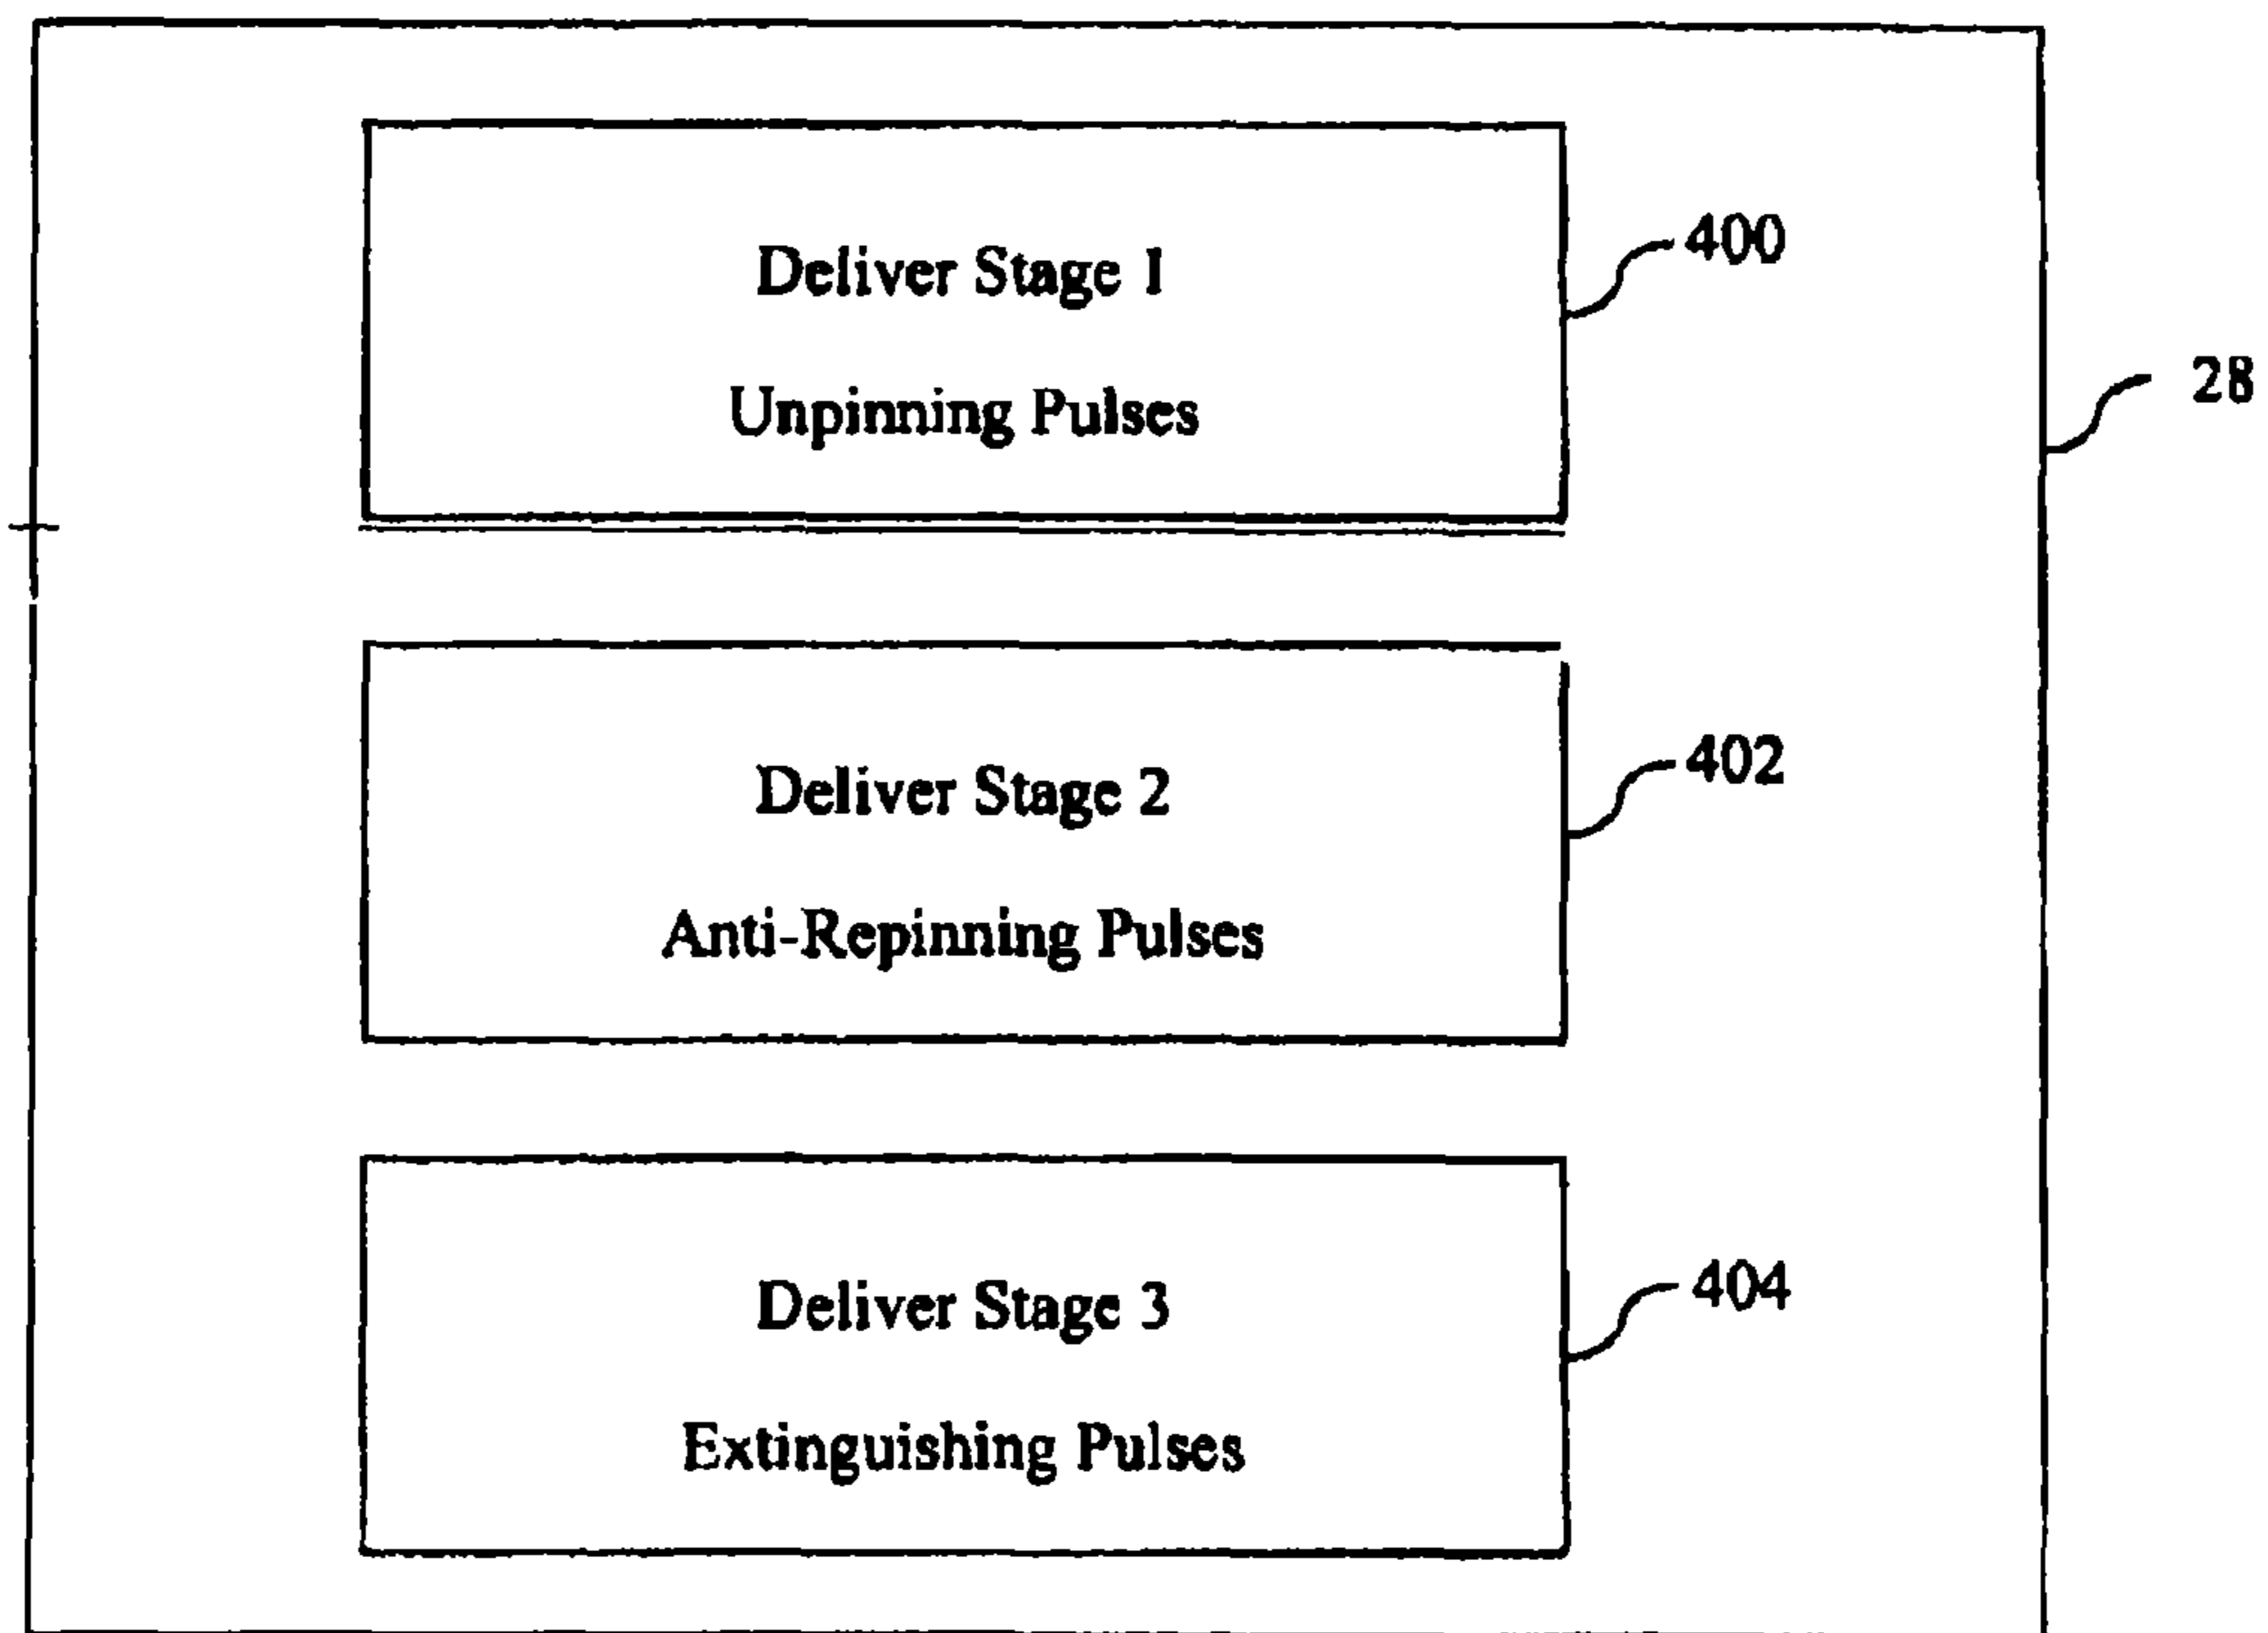 Deliver Stage 1
400
Unpinning Pulses
28
Deliver Stage 2
402
Anti-Repinning Pulses
Deliver Stage 3
404
Extinguishing Pulses